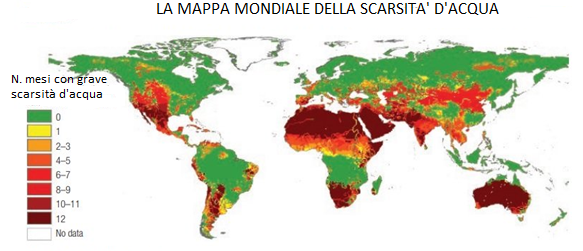 LA MAPPA MONDIALE DELLA SCARSITA' D'ACQUA
N. mesi con grave
scarsità d'acqua
0
1
2–3
4–5
6–7
8–9
10–11
12
No data